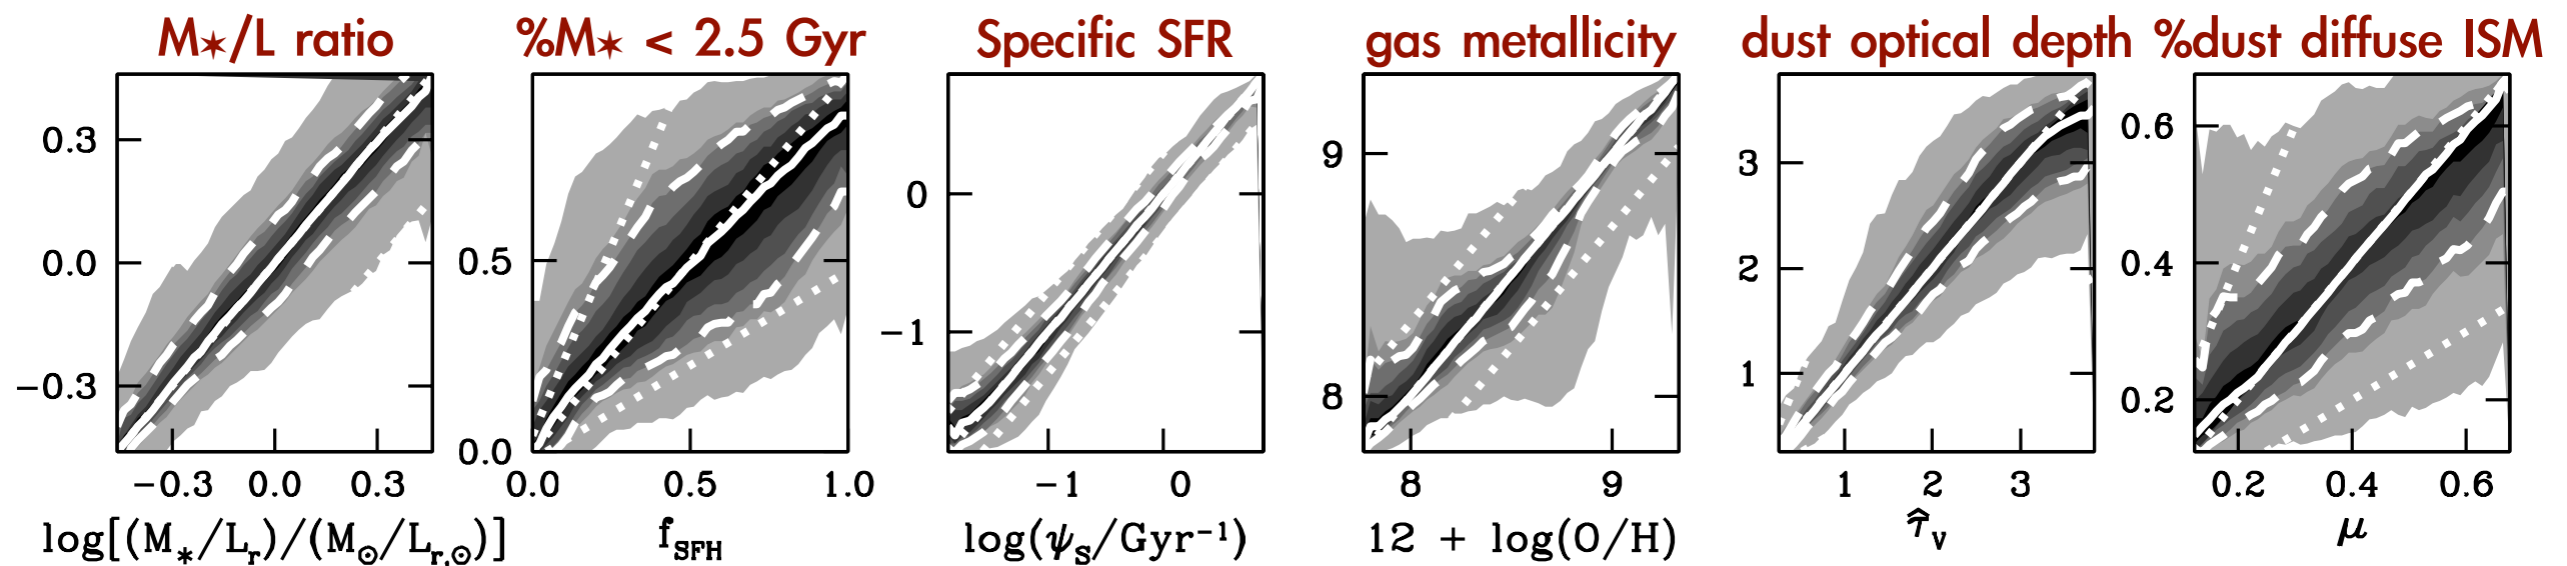 M✶/L ratio
%M✶ < 2.5 Gyr
Specific SFR
gas metallicity
dust optical depth
%dust diffuse ISM
0.3
0.0
−0.3
−0.3 0.0 0.3
log[(M*/Lr)/(M⊙/Lr,⊙)]
0.5
0.0
0.0 0.5 1.0
fSFH
0
−1
−1 0
log(ψS/Gyr⁻¹)
9
8
8 9
12 + log(O/H)
3
2
1
1 2 3
τ̂V
0.6
0.4
0.2
0.2 0.4 0.6
μ